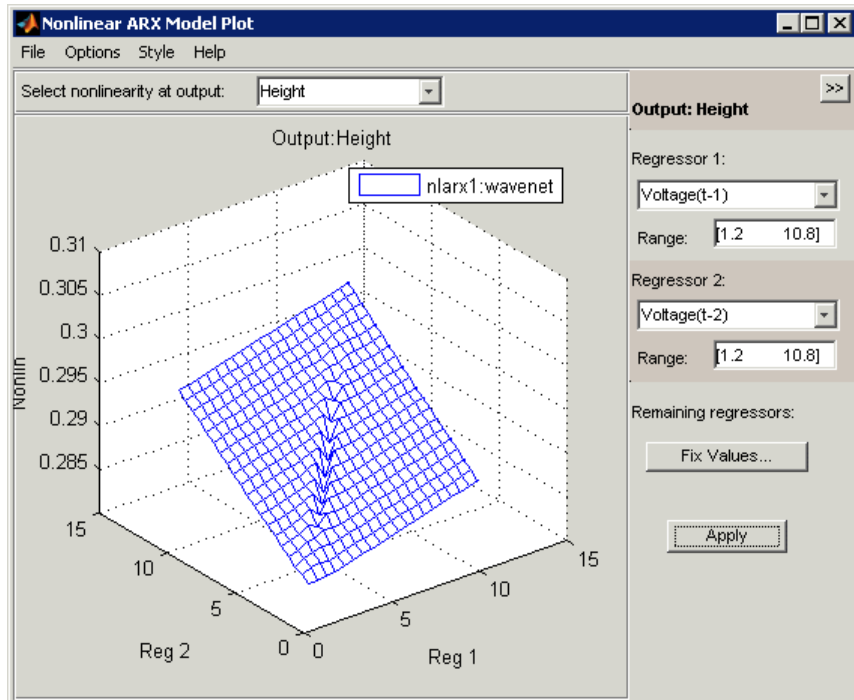 Nonlinear ARX Model Plot
File Options Style Help
Select nonlinearity at output: Height
Output:Height
nlarx1:wavenet
0.31
0.305
0.3
0.295
0.29
0.285
Nonlin
15
10
5
0
Reg 2
0
5
10
15
Reg 1
>>
Output: Height
Regressor 1:
Voltage(t-1)
Range: [1.2 10.8]
Regressor 2:
Voltage(t-2)
Range: [1.2 10.8]
Remaining regressors:
Fix Values...
Apply